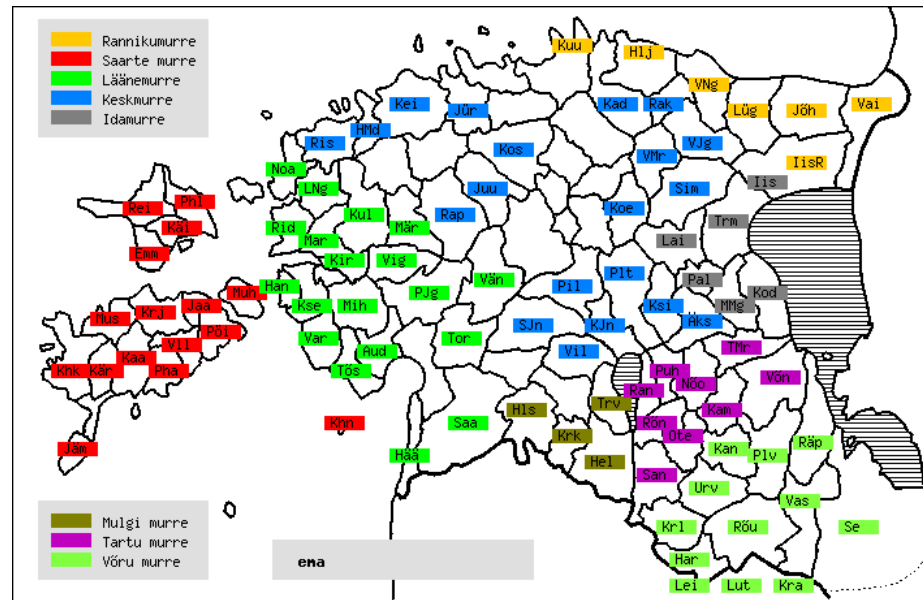 Rannikumurre
Saarte murre
Läänemurre
Keskmurre
Idamurre
Kuu
Hlj
VNg
Lüg
Jõh
Vai
Kei
Jür
Kad
Rak
HMd
Ris
Kos
VMr
VJg
IisR
Noa
LNg
Juu
Sim
Iis
Rei
Phl
Käi
Emm
Rid
Kul
Mar
Mär
Rap
Koe
Trm
Lai
Kir
Vig
Muh
Han
Kse
Mih
PJg
Vän
Pil
Plt
Pal
Kod
Ksi
MMg
Äks
Mus
Krj
Jaa
Pöi
Vll
Kaa
Khk
Kär
Pha
Jäm
Var
Aud
Tös
Tor
SJn
KJn
Vil
TMr
Puh
Nõo
Võn
Ran
Khn
Hää
Saa
Hls
Trv
Krk
Hel
Rõn
Kam
Ote
Kan
Plv
Räp
San
Urv
Vas
Krl
Rõu
Se
Har
Lei
Lut
Kra
Mulgi murre
Tartu murre
Võru murre
ema